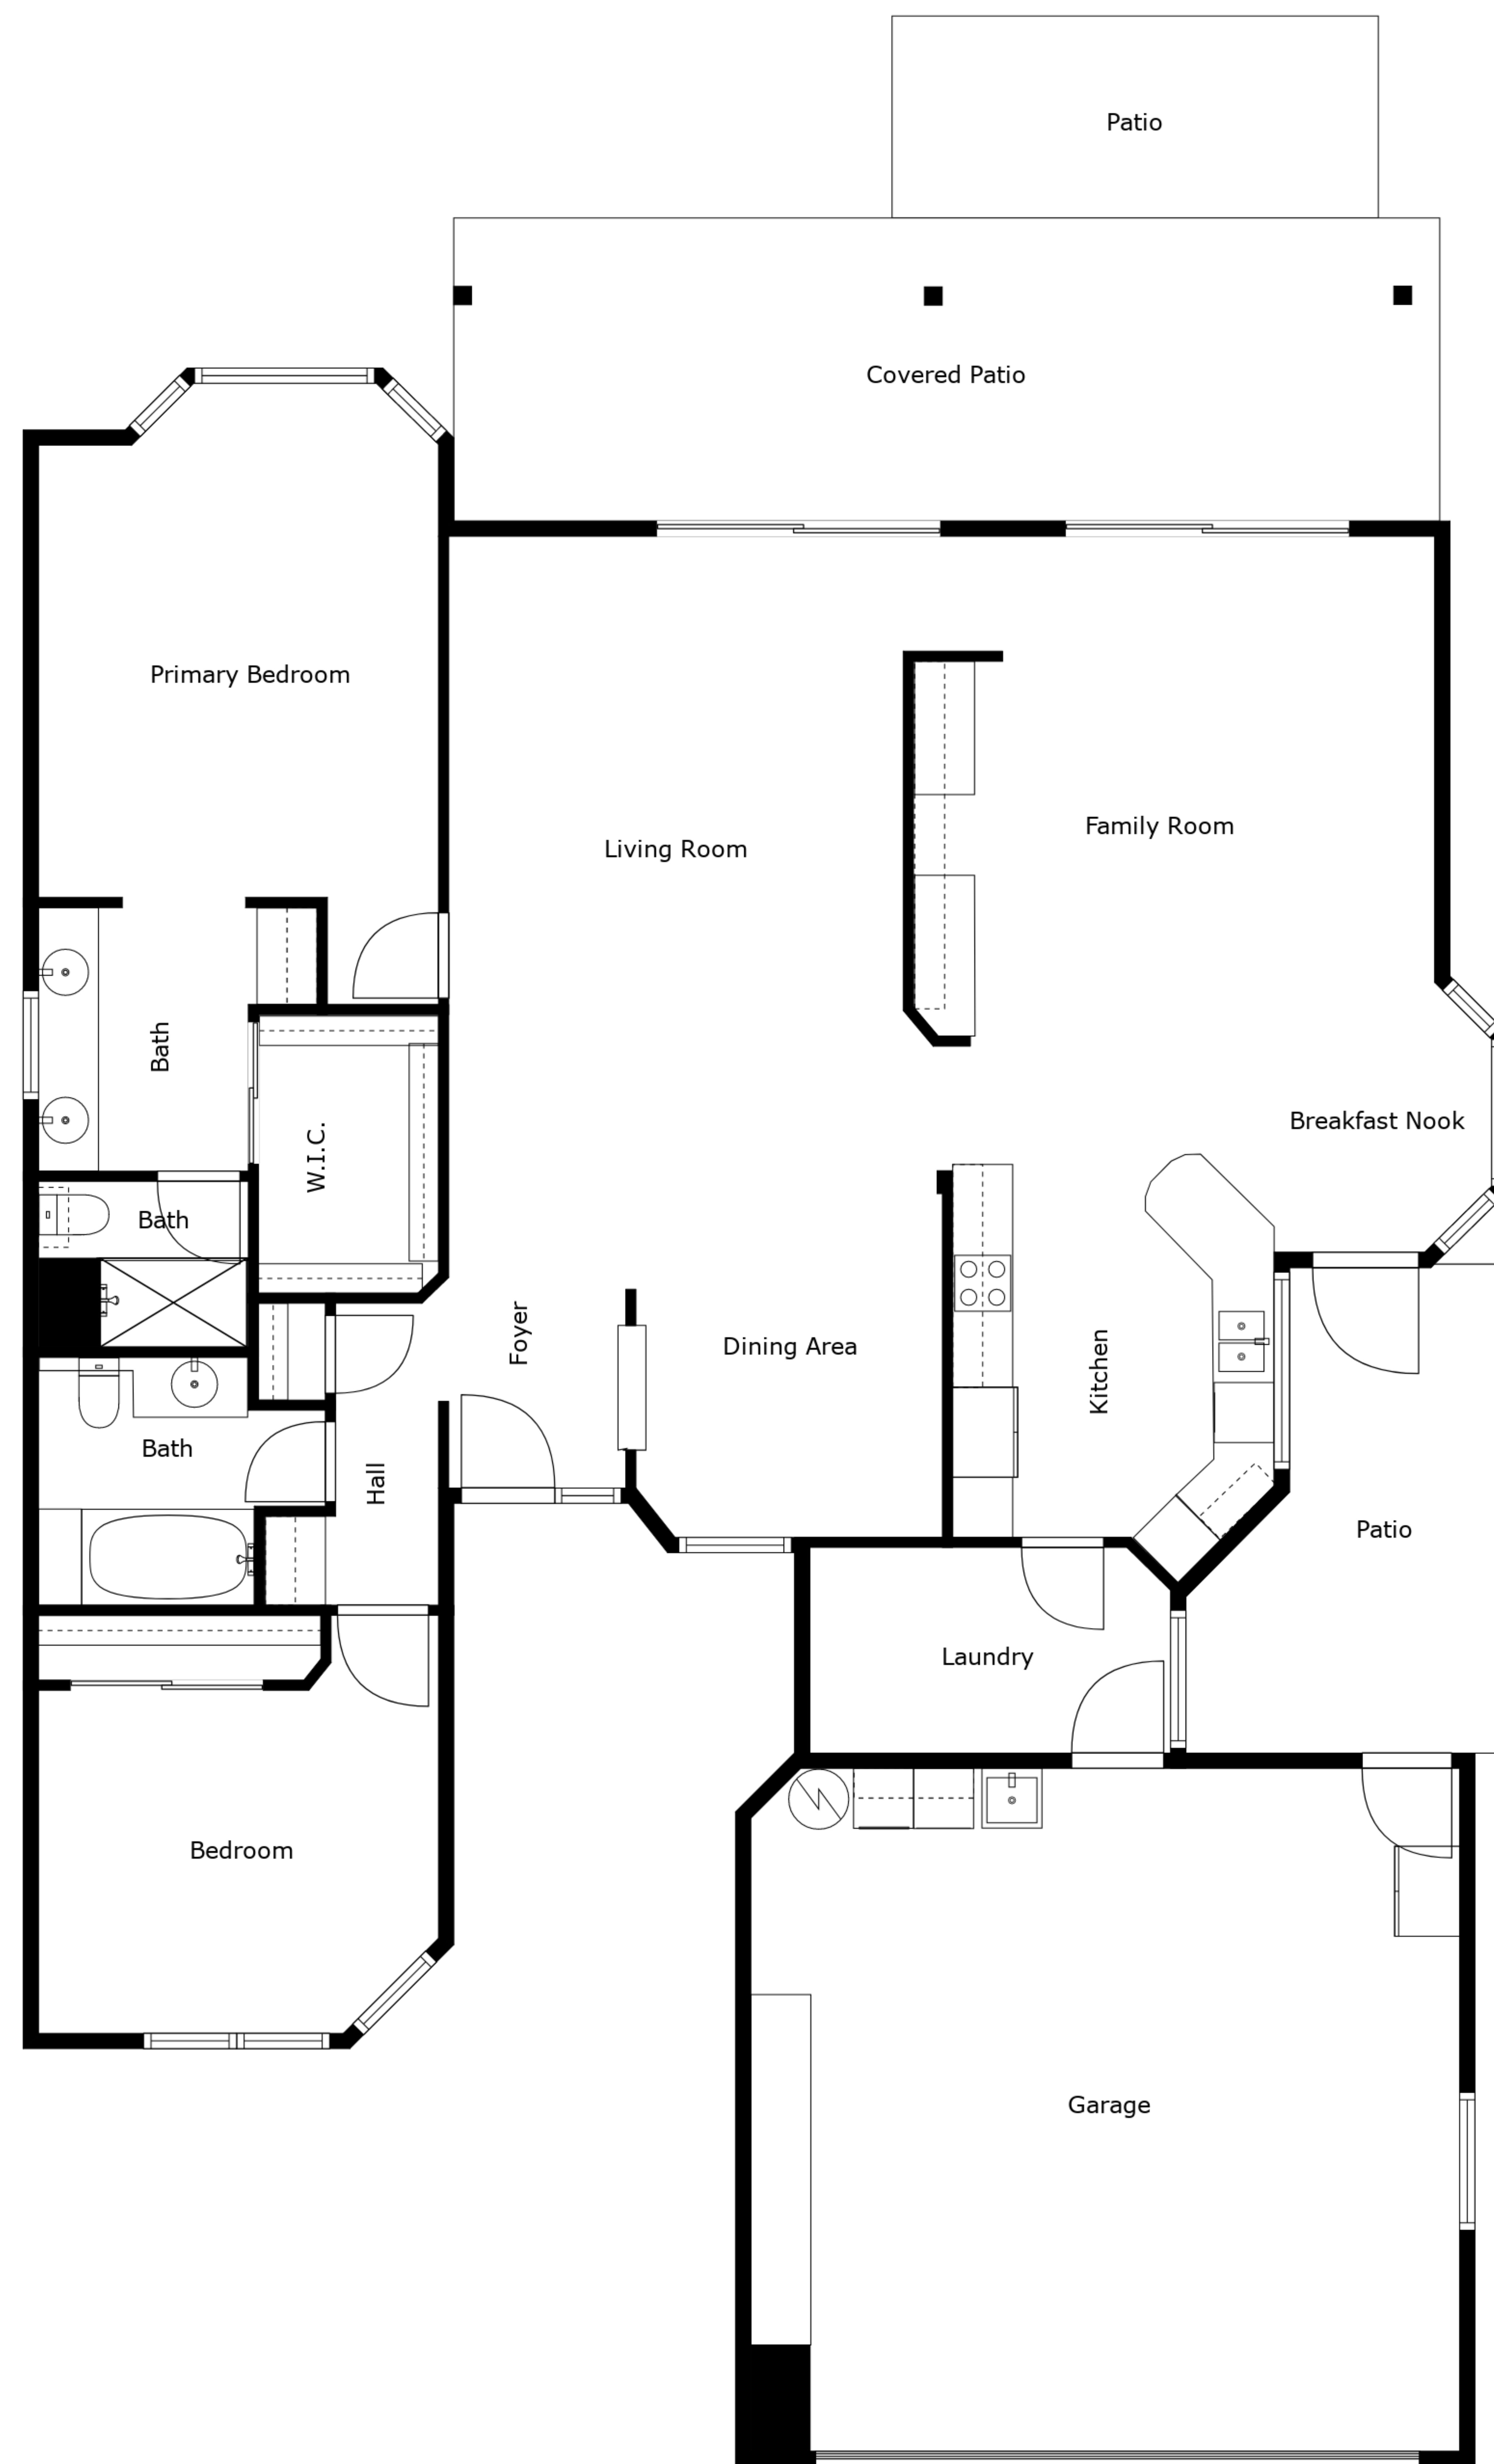 Patio
Covered Patio
Primary Bedroom
Living Room
Family Room
Bath
Breakfast Nook
W.I.C.
Bath
Foyer
Dining Area
Kitchen
Bath
Hall
Patio
Laundry
Bedroom
Garage